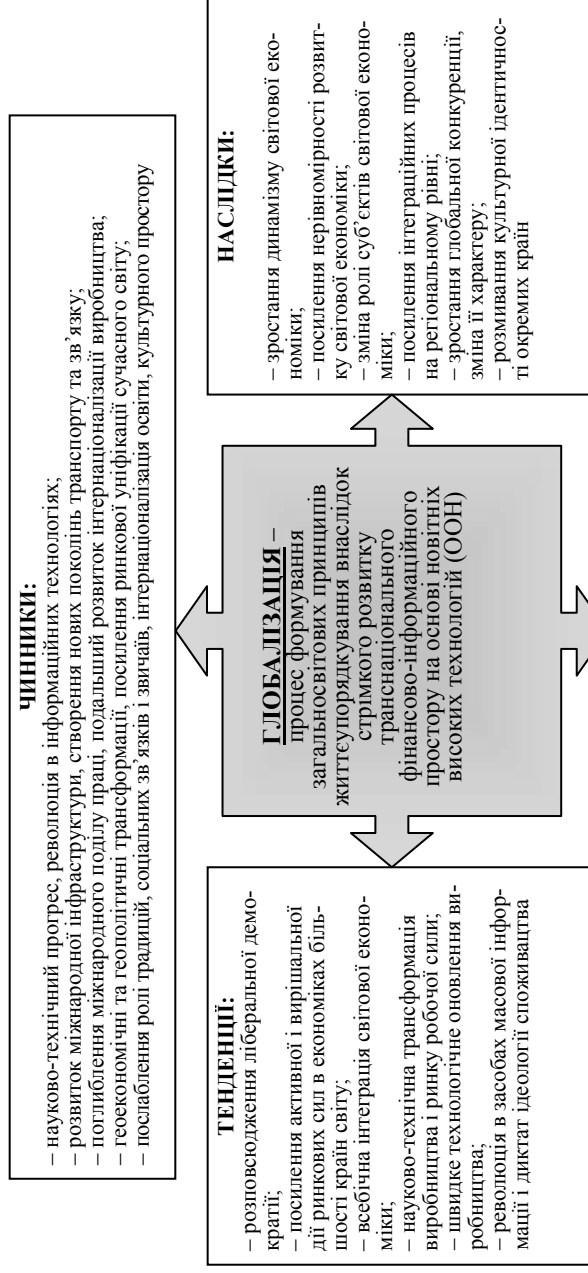 ЧИННИКИ:
– науково-технічний прогрес, революція в інформаційних технологіях;
– розвиток міжнародної інфраструктури, створення нових поколінь транспорту та зв’язку;
– поглиблення міжнародного поділу праці, подальший розвиток інтернаціоналізації виробництва;
– геоекономічні та геополітичні трансформації, посилення ринкової уніфікації сучасного світу;
– послаблення ролі традицій, соціальних зв’язків і звичаїв, інтернаціоналізація освіти, культурного простору
ТЕНДЕНЦІЇ:
– розповсюдження ліберальної демо-
кратії;
– посилення активної і вирішальної
дії ринкових сил в економіках біль-
шості країн світу;
– всебічна інтеграція світової еконо-
міки;
– науково-технічна трансформація
виробництва і ринку робочої сили;
– швидке технологічне оновлення ви-
робництва;
– революція в засобах масової інфор-
мації і диктат ідеології споживацтва
ГЛОБАЛІЗАЦІЯ –
процес формування
загальносвітових принципів
життєупорядкування внаслідок
стрімкого розвитку
транснаціонального
фінансово-інформаційного
простору на основі новітніх
високих технологій (ООН)
НАСЛІДКИ:
– зростання динамізму світової еко-
номіки;
– посилення нерівномірності розвит-
ку світової економіки;
– зміна ролі суб’єктів світової еконо-
міки;
– посилення інтеграційних процесів
на регіональному рівні;
– зростання глобальної конкуренції,
зміна її характеру;
– розмивання культурної ідентичнос-
ті окремих країн